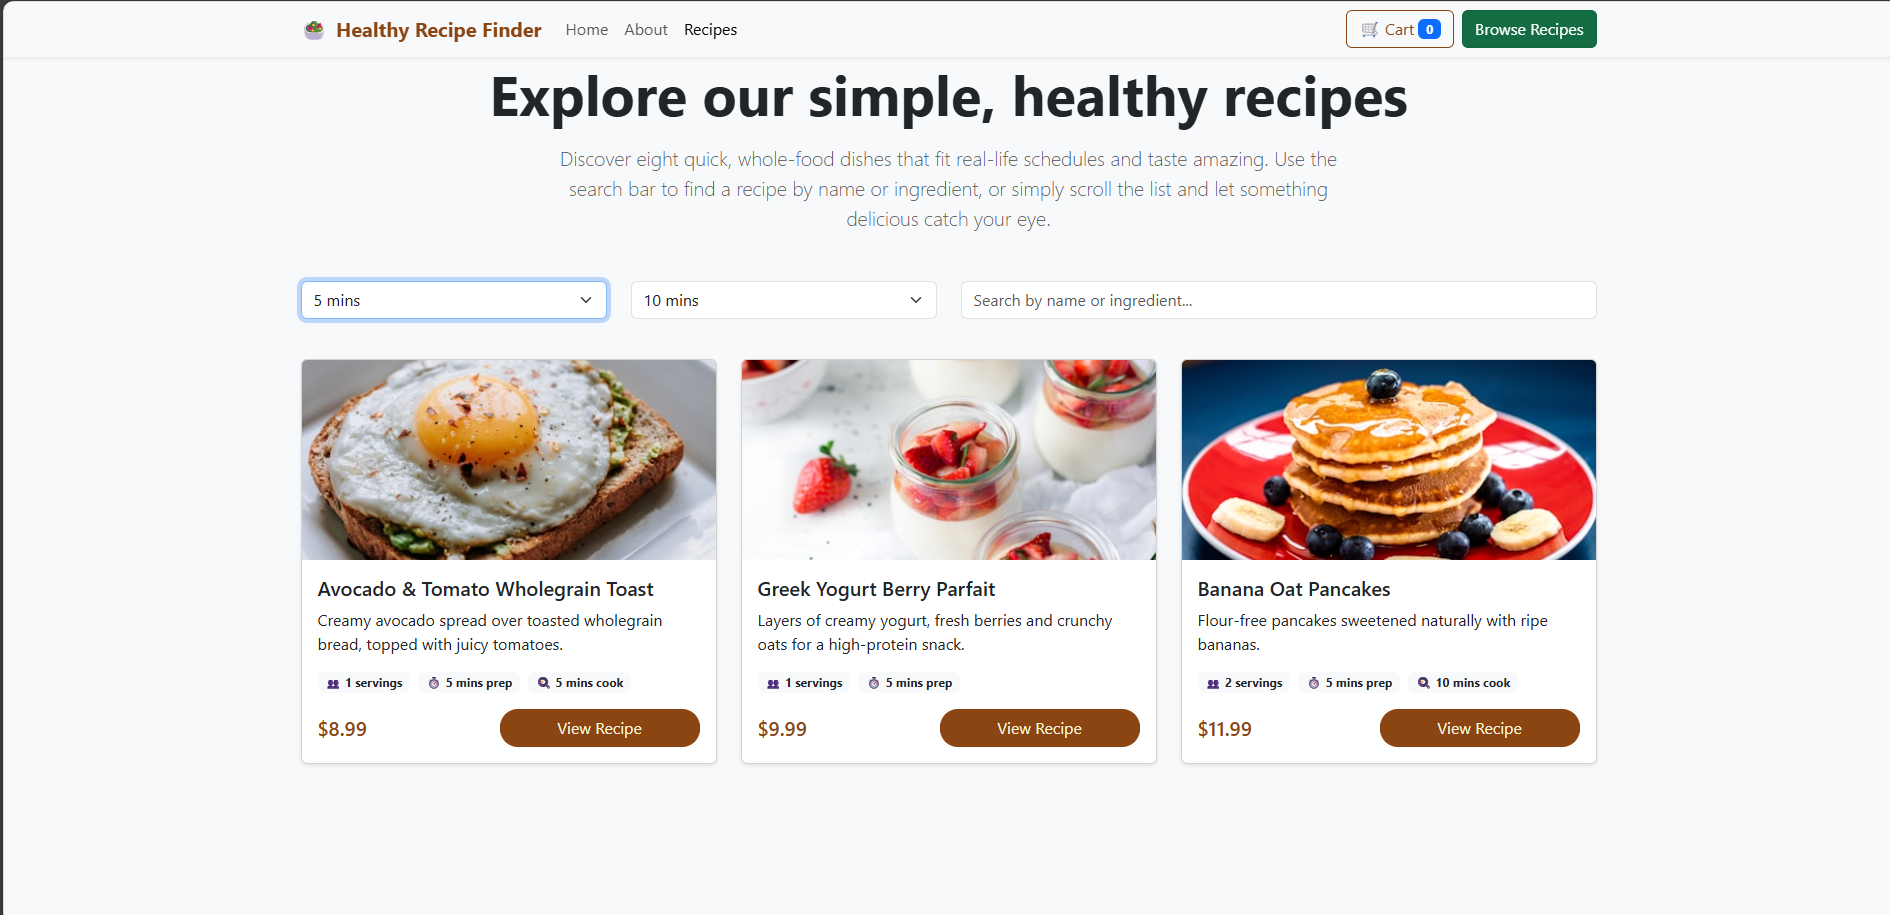 Healthy Recipe Finder Home About Recipes Cart 0 Browse Recipes
Explore our simple, healthy recipes
Discover eight quick, whole-food dishes that fit real-life schedules and taste amazing. Use the
search bar to find a recipe by name or ingredient, or simply scroll the list and let something
delicious catch your eye.
5 mins
10 mins
Search by name or ingredient...
Avocado & Tomato Wholegrain Toast
Creamy avocado spread over toasted wholegrain
bread, topped with juicy tomatoes.
1 servings 5 mins prep 5 mins cook
$8.99 View Recipe
Greek Yogurt Berry Parfait
Layers of creamy yogurt, fresh berries and crunchy
oats for a high-protein snack.
1 servings 5 mins prep
$9.99 View Recipe
Banana Oat Pancakes
Flour-free pancakes sweetened naturally with ripe
bananas.
2 servings 5 mins prep 10 mins cook
$11.99 View Recipe